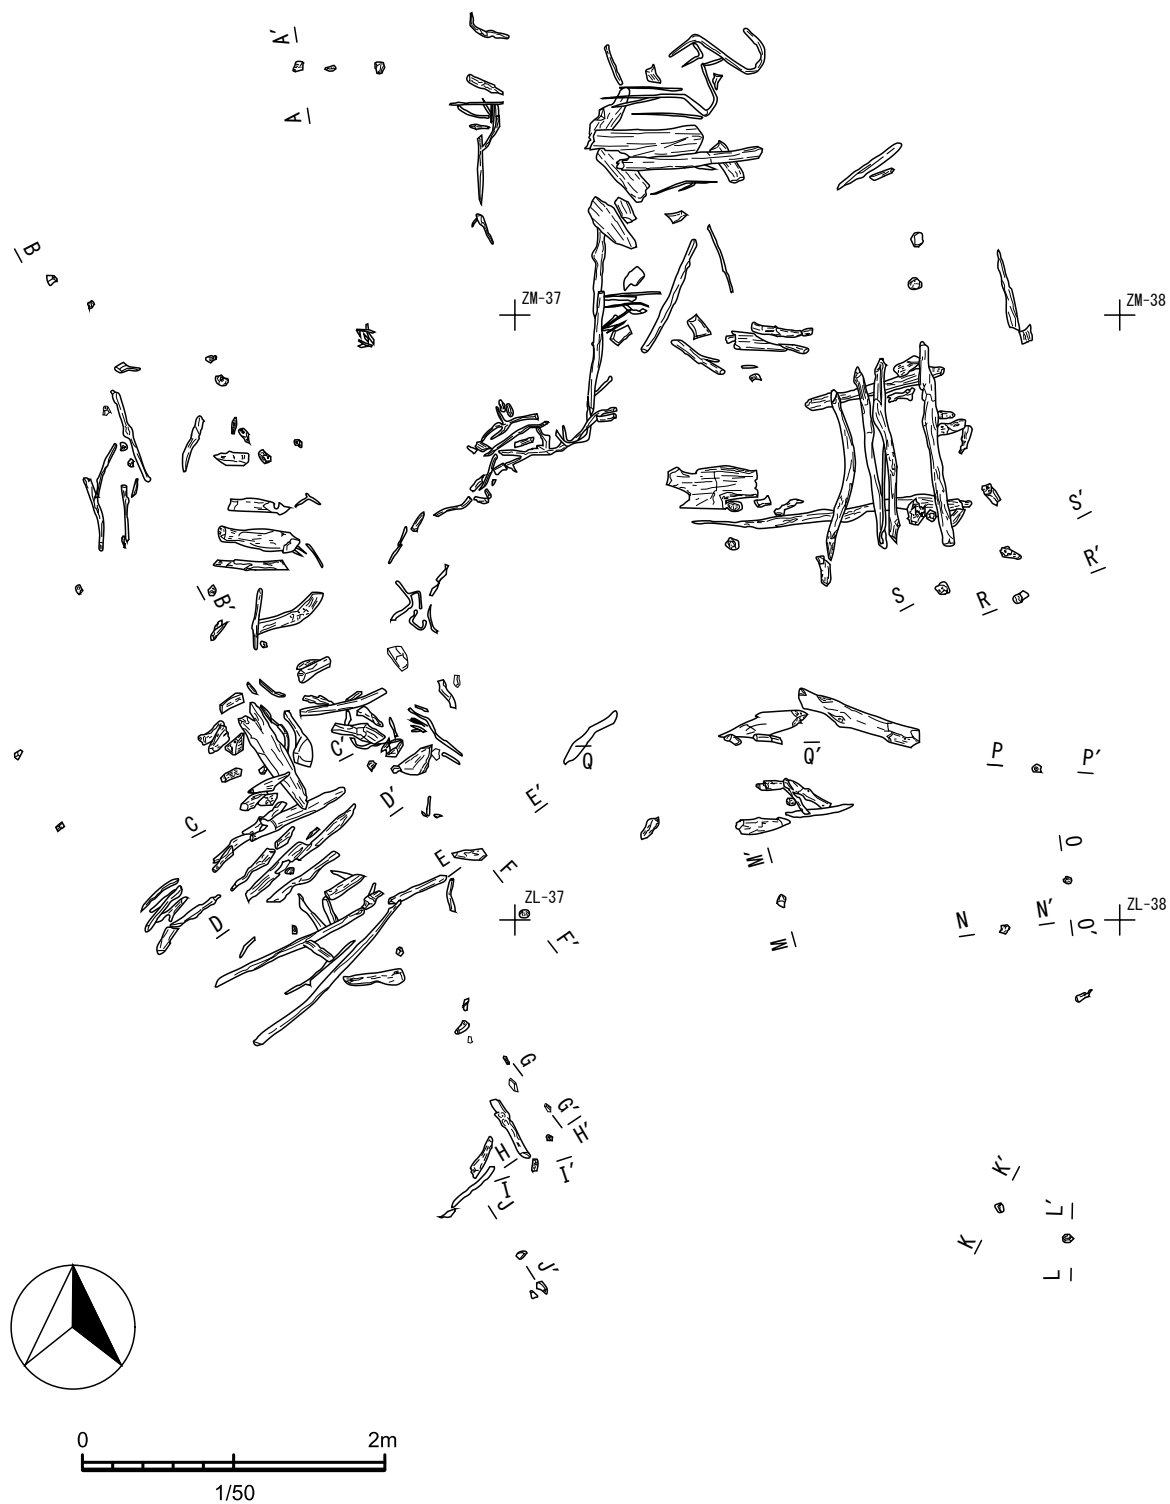 A′
A
B
ZM-37
ZM-38
S′
R′
S
R
B′
C′
Q
Q′
P
P′
D′
E′
C
O
W′
E
F
ZL-37
N′
ZL-38
N
O′
D
F′
W
G
G′
H′
H
I′
I
J
K′
L′
K
J′
L
0
2m
1/50